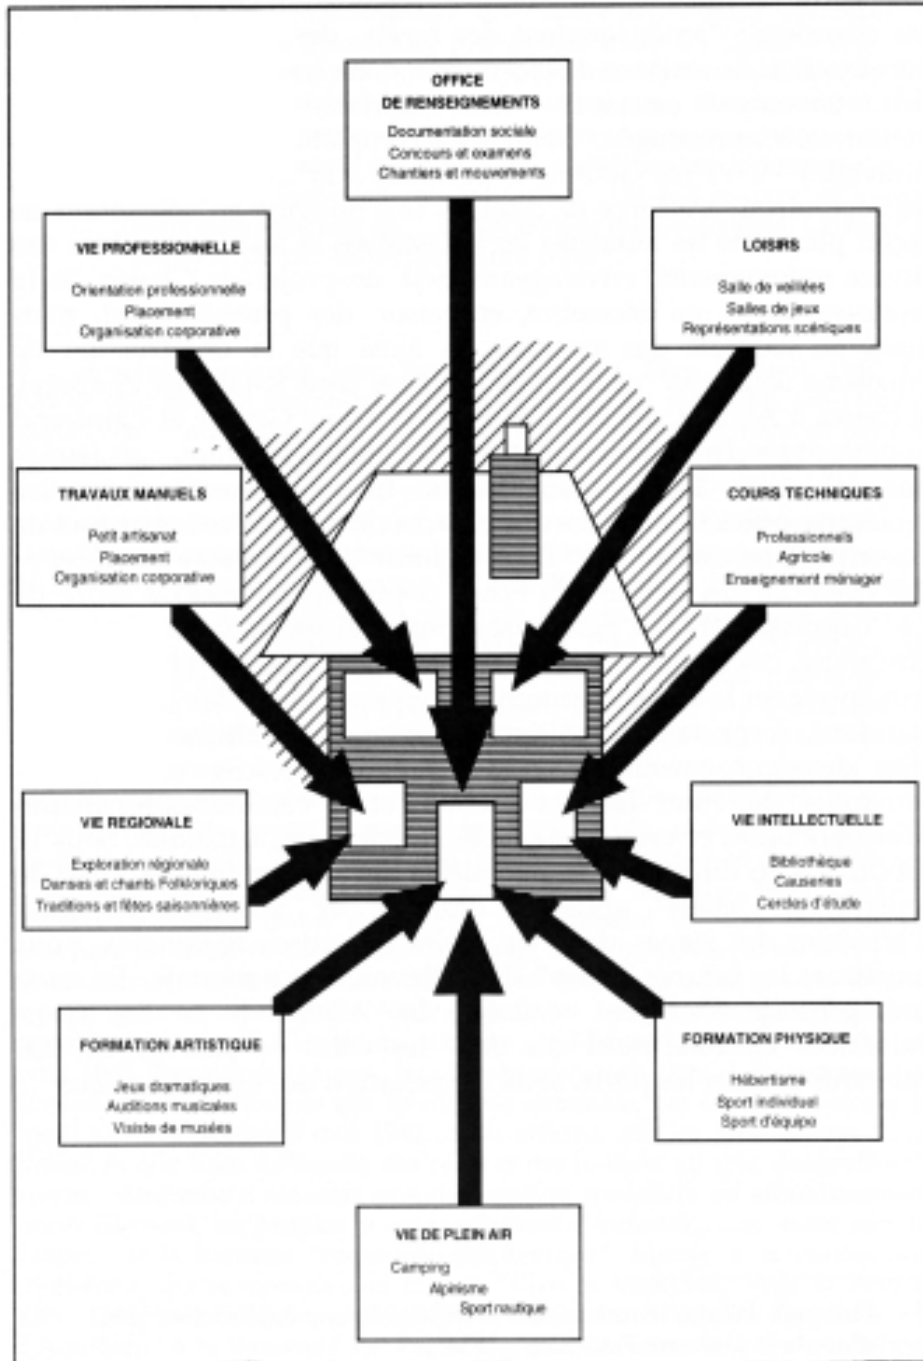 OFFICE
DE RENSEIGNEMENTS
Documentation sociale
Concours et examens
Chantiers et mouvements
VIE PROFESSIONNELLE
Orientation professionnelle
Placement
Organisation corporative
LOISIRS
Salle de veillées
Salles de jeux
Représentations scéniques
TRAVAUX MANUELS
Petit artisanat
Placement
Organisation corporative
COURS TECHNIQUES
Professionnels
Agricole
Enseignement ménager
VIE REGIONALE
Exploration régionale
Danses et chants Folkloriques
Traditions et fêtes saisonnières
VIE INTELLECTUELLE
Bibliothèque
Causeries
Cercles d'étude
FORMATION ARTISTIQUE
Jeux dramatiques
Auditions musicales
Visiste de musées
FORMATION PHYSIQUE
Hébertisme
Sport individuel
Sport d'équipe
VIE DE PLEIN AIR
Camping
Alpinisme
Sport nautique